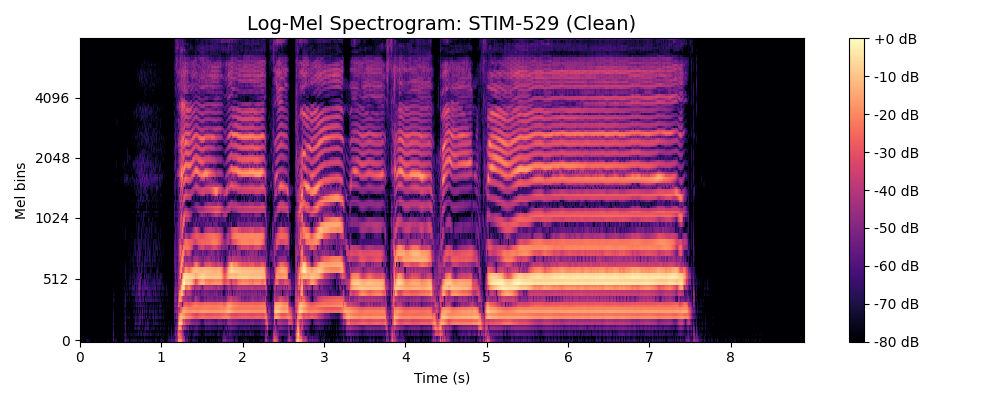 Log-Mel Spectrogram: STIM-529 (Clean)
Mel bins
4096
2048
1024
512
0
0 1 2 3 4 5 6 7 8
Time (s)
+0 dB
-10 dB
-20 dB
-30 dB
-40 dB
-50 dB
-60 dB
-70 dB
-80 dB